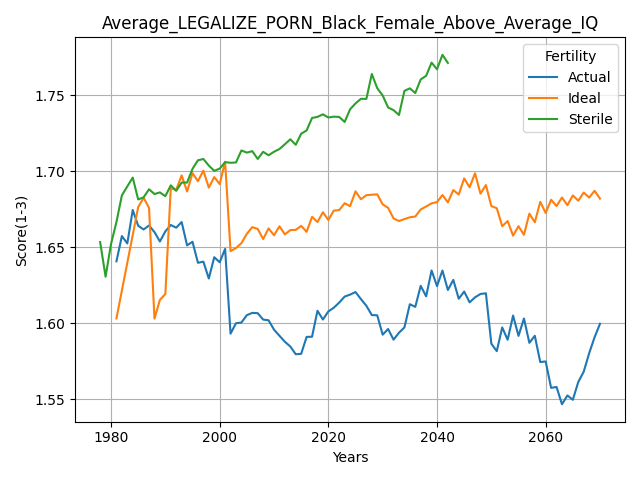 Average_LEGALIZE_PORN_Black_Female_Above_Average_IQ
Fertility
Actual
Ideal
Sterile
Score(1-3)
1.75
1.70
1.65
1.60
1.55
1980
2000
2020
2040
2060
Years